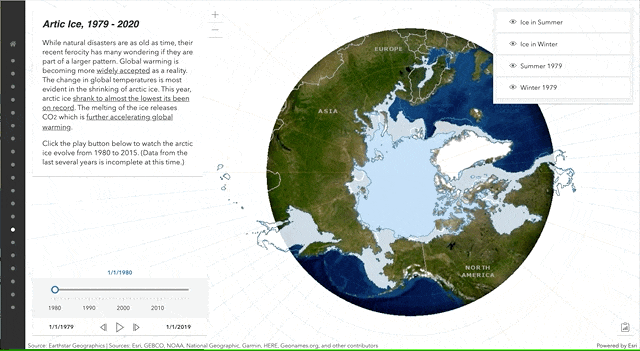 Artic Ice, 1979 - 2020
While natural disasters are as old as time, their
recent ferocity has many wondering if they are
part of a larger pattern. Global warming is
becoming more widely accepted as a reality.
The change in global temperatures is most
evident in the shrinking of arctic ice. This year,
arctic ice shrank to almost the lowest its been
on record. The melting of the ice releases
CO2 which is further accelerating global
warming.
Click the play button below to watch the arctic
ice evolve from 1980 to 2015. (Data from the
last several years is incomplete at this time.)
EUROPE
ASIA
NORTH
AMERICA
Ice in Summer
Ice in Winter
Summer 1979
Winter 1979
1/1/1980
1980 1990 2000 2010
1/1/1979 1/1/2019
Source: Earthstar Geographics | Sources: Esri, GEBCO, NOAA, National Geographic, Garmin, HERE, Geonames.org, and other contributors
Powered by Esri